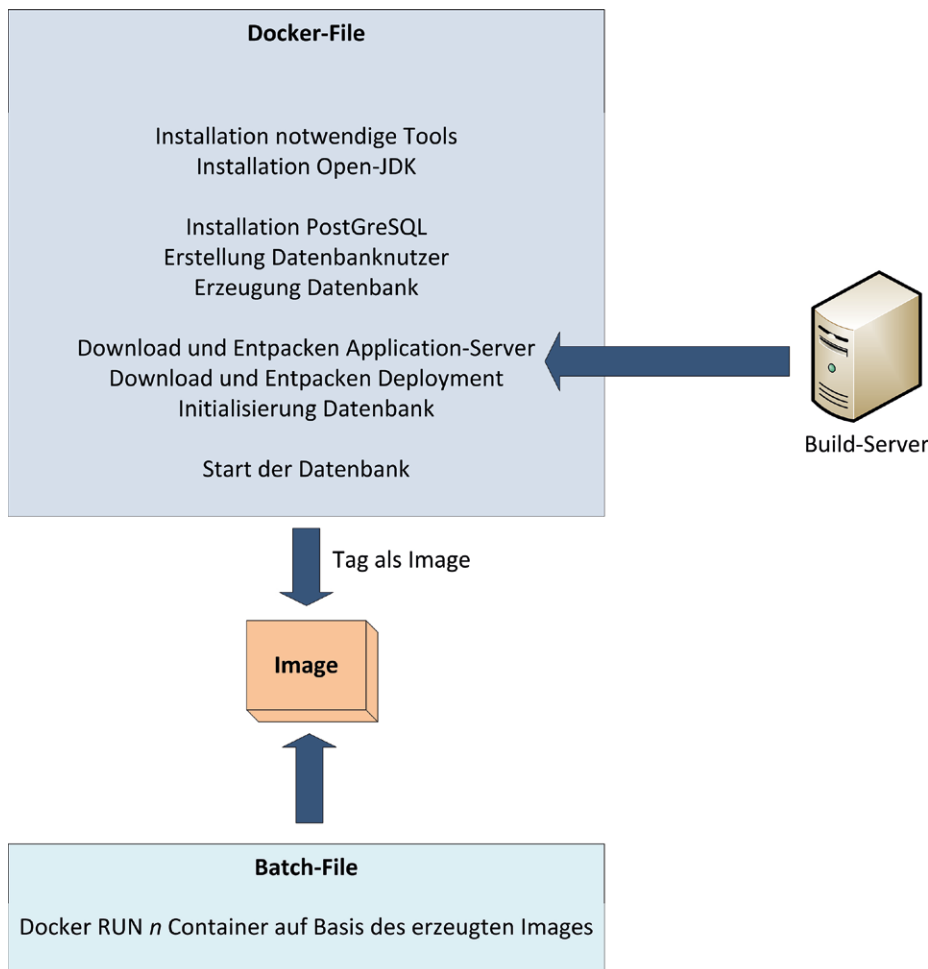 Docker-File
Installation notwendige Tools
Installation Open-JDK
Installation PostGreSQL
Erstellung Datenbanknutzer
Erzeugung Datenbank
Download und Entpacken Application-Server
Download und Entpacken Deployment
Initialisierung Datenbank
Start der Datenbank
Build-Server
Tag als Image
Image
Batch-File
Docker RUN n Container auf Basis des erzeugten Images